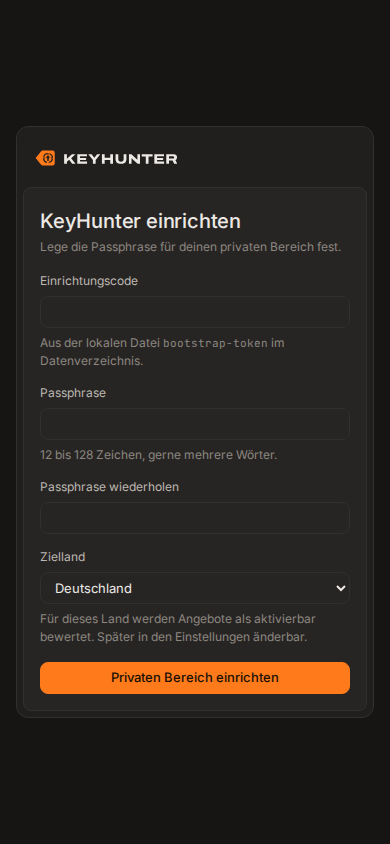 KEYHUNTER
KeyHunter einrichten
Lege die Passphrase für deinen privaten Bereich fest.
Einrichtungscode
Aus der lokalen Datei bootstrap-token im
Datenverzeichnis.
Passphrase
12 bis 128 Zeichen, gerne mehrere Wörter.
Passphrase wiederholen
Zielland
Deutschland
Für dieses Land werden Angebote als aktivierbar
bewertet. Später in den Einstellungen änderbar.
Privaten Bereich einrichten